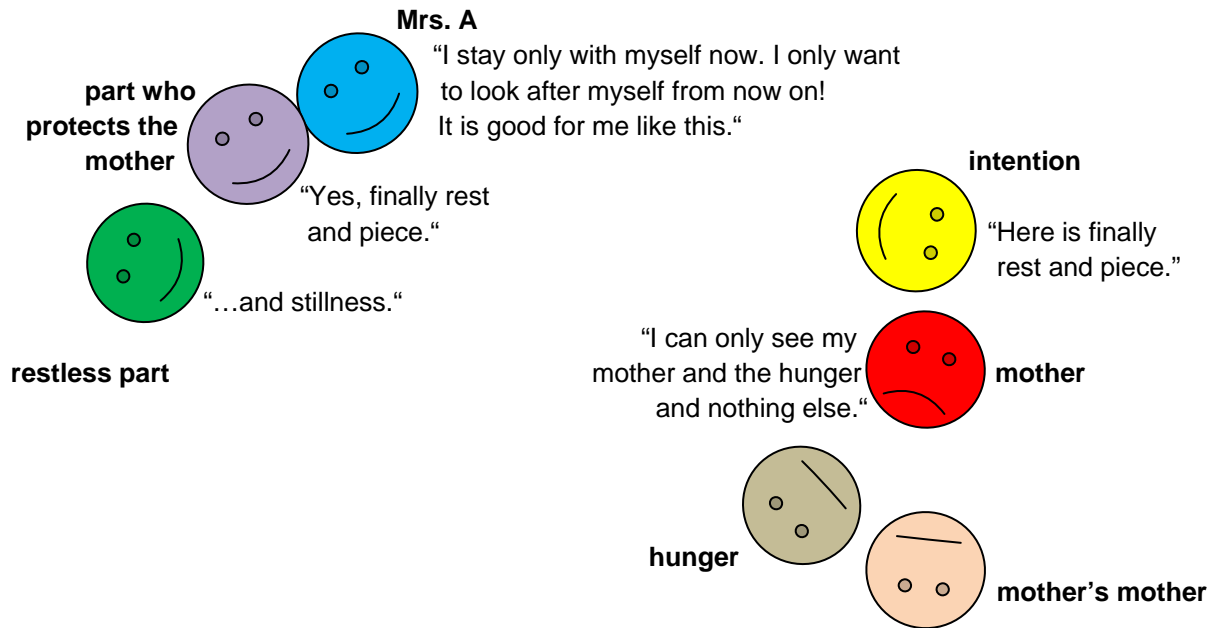 Mrs. A
“I stay only with myself now. I only want
to look after myself from now on!
It is good for me like this.“
part who
protects the
mother
“Yes, finally rest
and piece.“
“…and stillness.“
restless part
intention
“Here is finally
rest and piece.”
“I can only see my
mother and the hunger
and nothing else.“
mother
hunger
mother’s mother